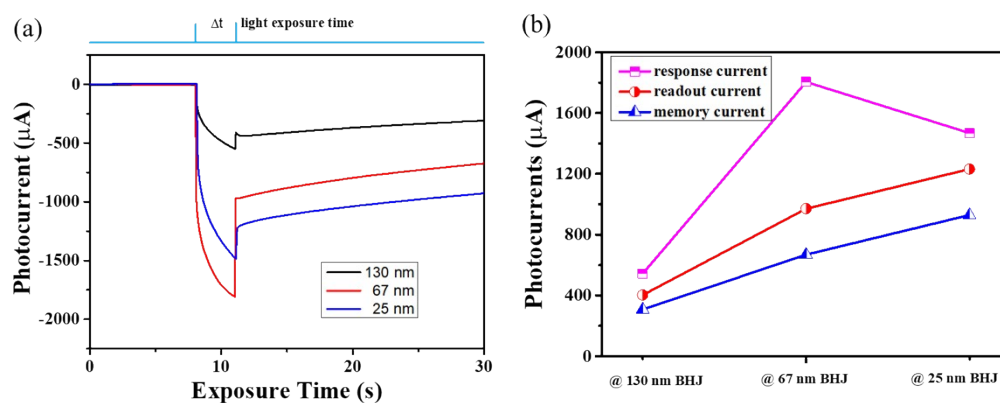 (a)
Δt
light exposure time
0
-500
-1000
-1500
-2000
Photocurrent (μA)
130 nm
67 nm
25 nm
0
10
20
30
Exposure Time (s)
(b)
2000
1600
1200
800
400
0
Photocurrents (μA)
response current
readout current
memory current
@ 130 nm BHJ
@ 67 nm BHJ
@ 25 nm BHJ